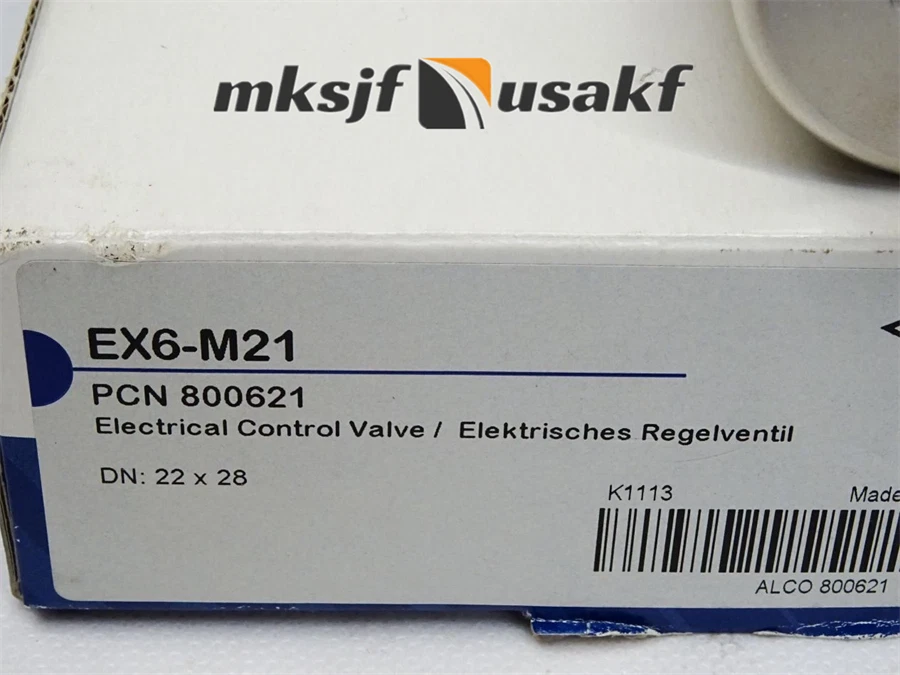 mksjf usakf
EX6-M21
PCN 800621
Electrical Control Valve / Elektrisches Regelventil
DN: 22 x 28
K1113 Made
ALCO 800621